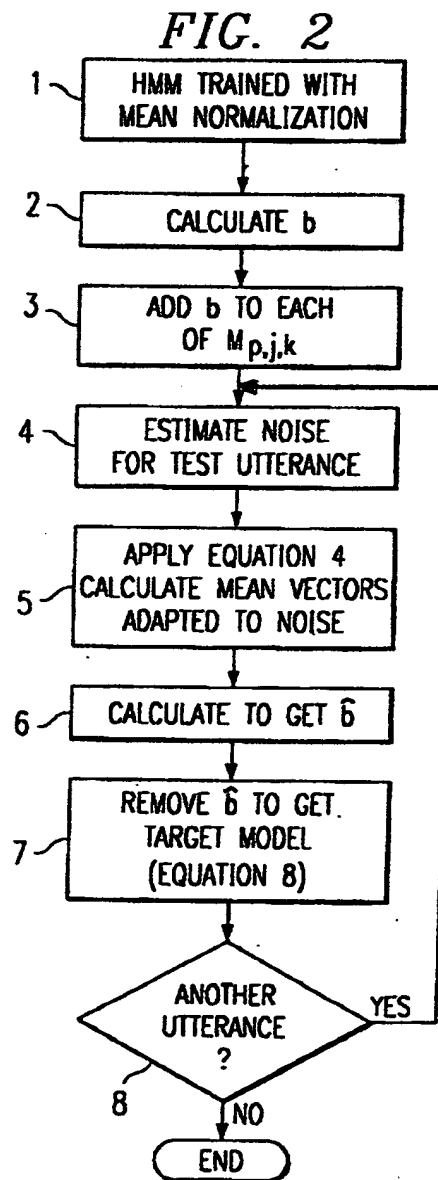 FIG. 2
1
HMM TRAINED WITH
MEAN NORMALIZATION
2
CALCULATE b
3
ADD b TO EACH
OF Mp,j,k
4
ESTIMATE NOISE
FOR TEST UTTERANCE
5
APPLY EQUATION 4
CALCULATE MEAN VECTORS
ADAPTED TO NOISE
6
CALCULATE TO GET b̂
7
REMOVE b̂ TO GET
TARGET MODEL
(EQUATION 8)
ANOTHER
UTTERANCE
?
YES
8
NO
END